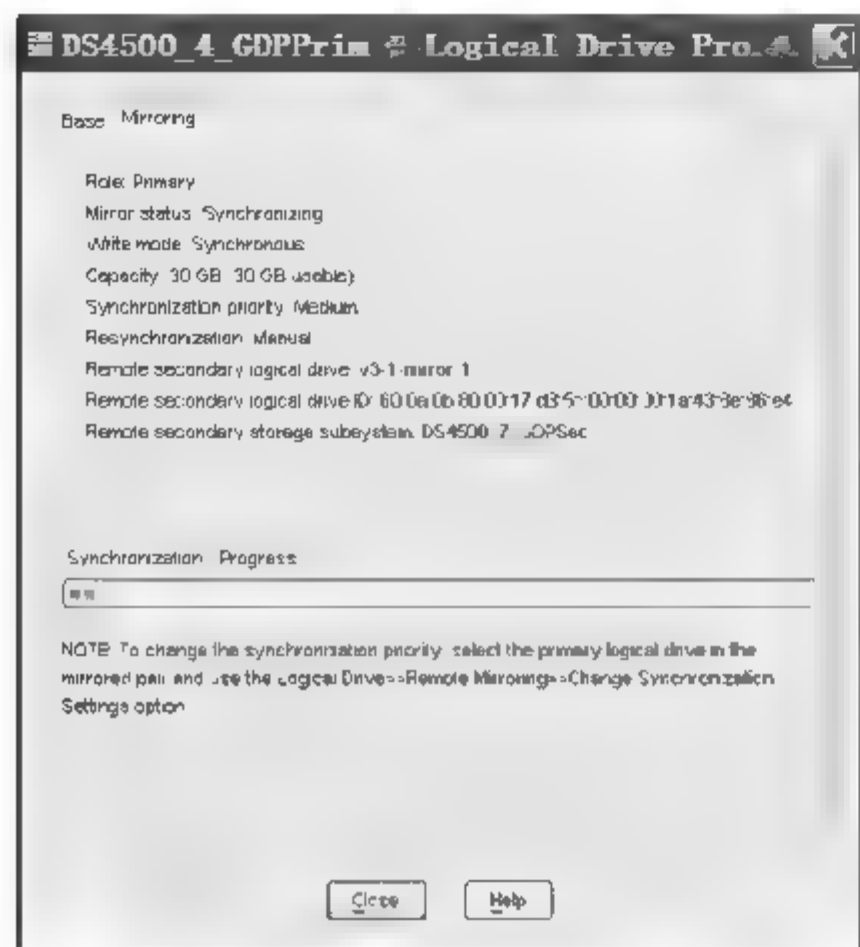 DS4500_4_GDPPrim - Logical Drive Pro...
Base Mirroring
Role: Primary
Mirror status: Synchronizing
Write mode: Synchronous
Capacity: 30 GB (30 GB usable)
Synchronization priority: Medium
Resynchronization: Manual
Remote secondary logical drive: v3-1-mirror 1
Remote secondary logical drive ID:
Remote secondary storage subsystem: DS4500
Synchronization Progress
NOTE: To change the synchronization priority, select the primary logical drive in the
mirrored pair and use the Logical Drive>>Remote Mirroring>>Change Synchronization
Settings option
Close Help